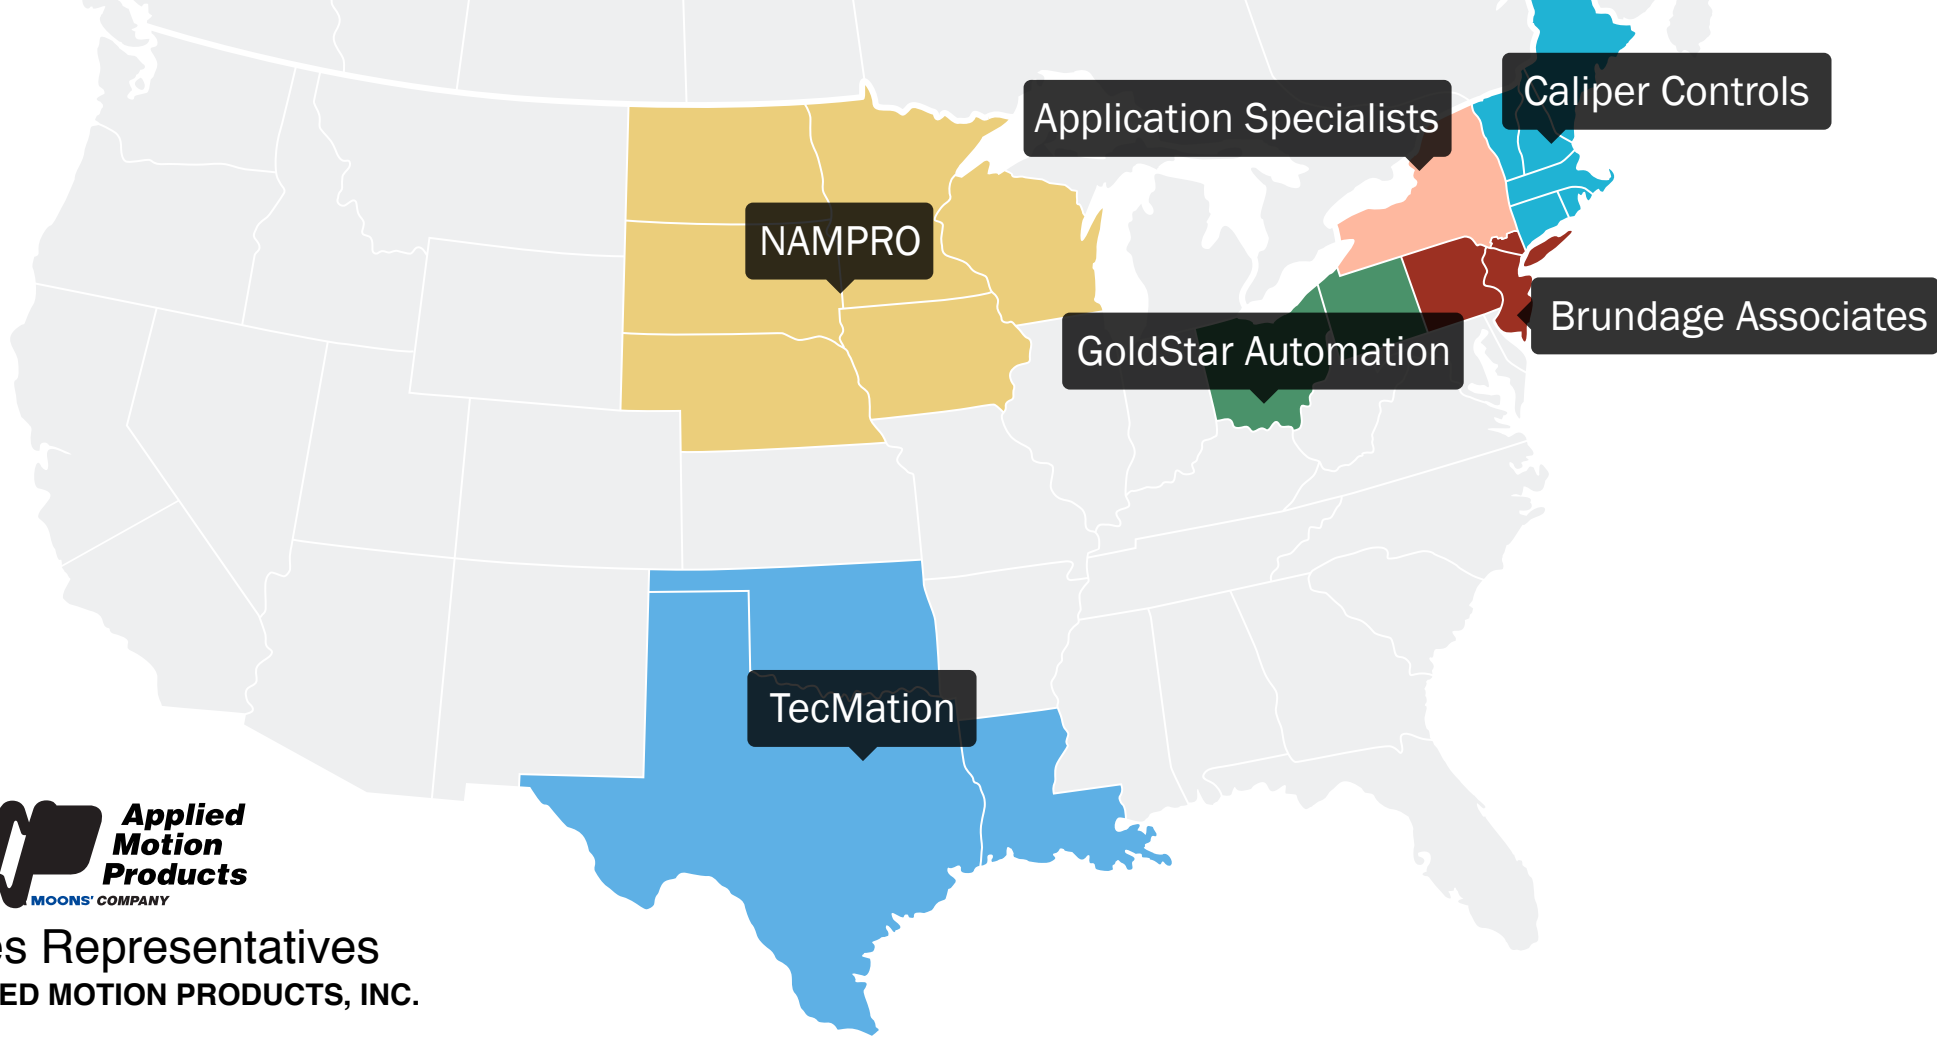 Caliper Controls
Application Specialists
NAMPRO
Brundage Associates
GoldStar Automation
TecMation
Applied
Motion
Products
MOONS' COMPANY
es Representatives
ED MOTION PRODUCTS, INC.